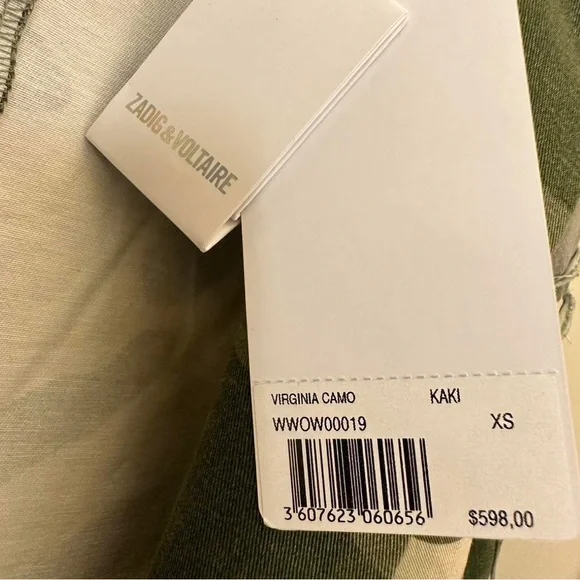 ZADIG&VOLTAIRE
VIRGINIA CAMO KAKI
WWOW00019 XS
3 607623 060656 $598,00